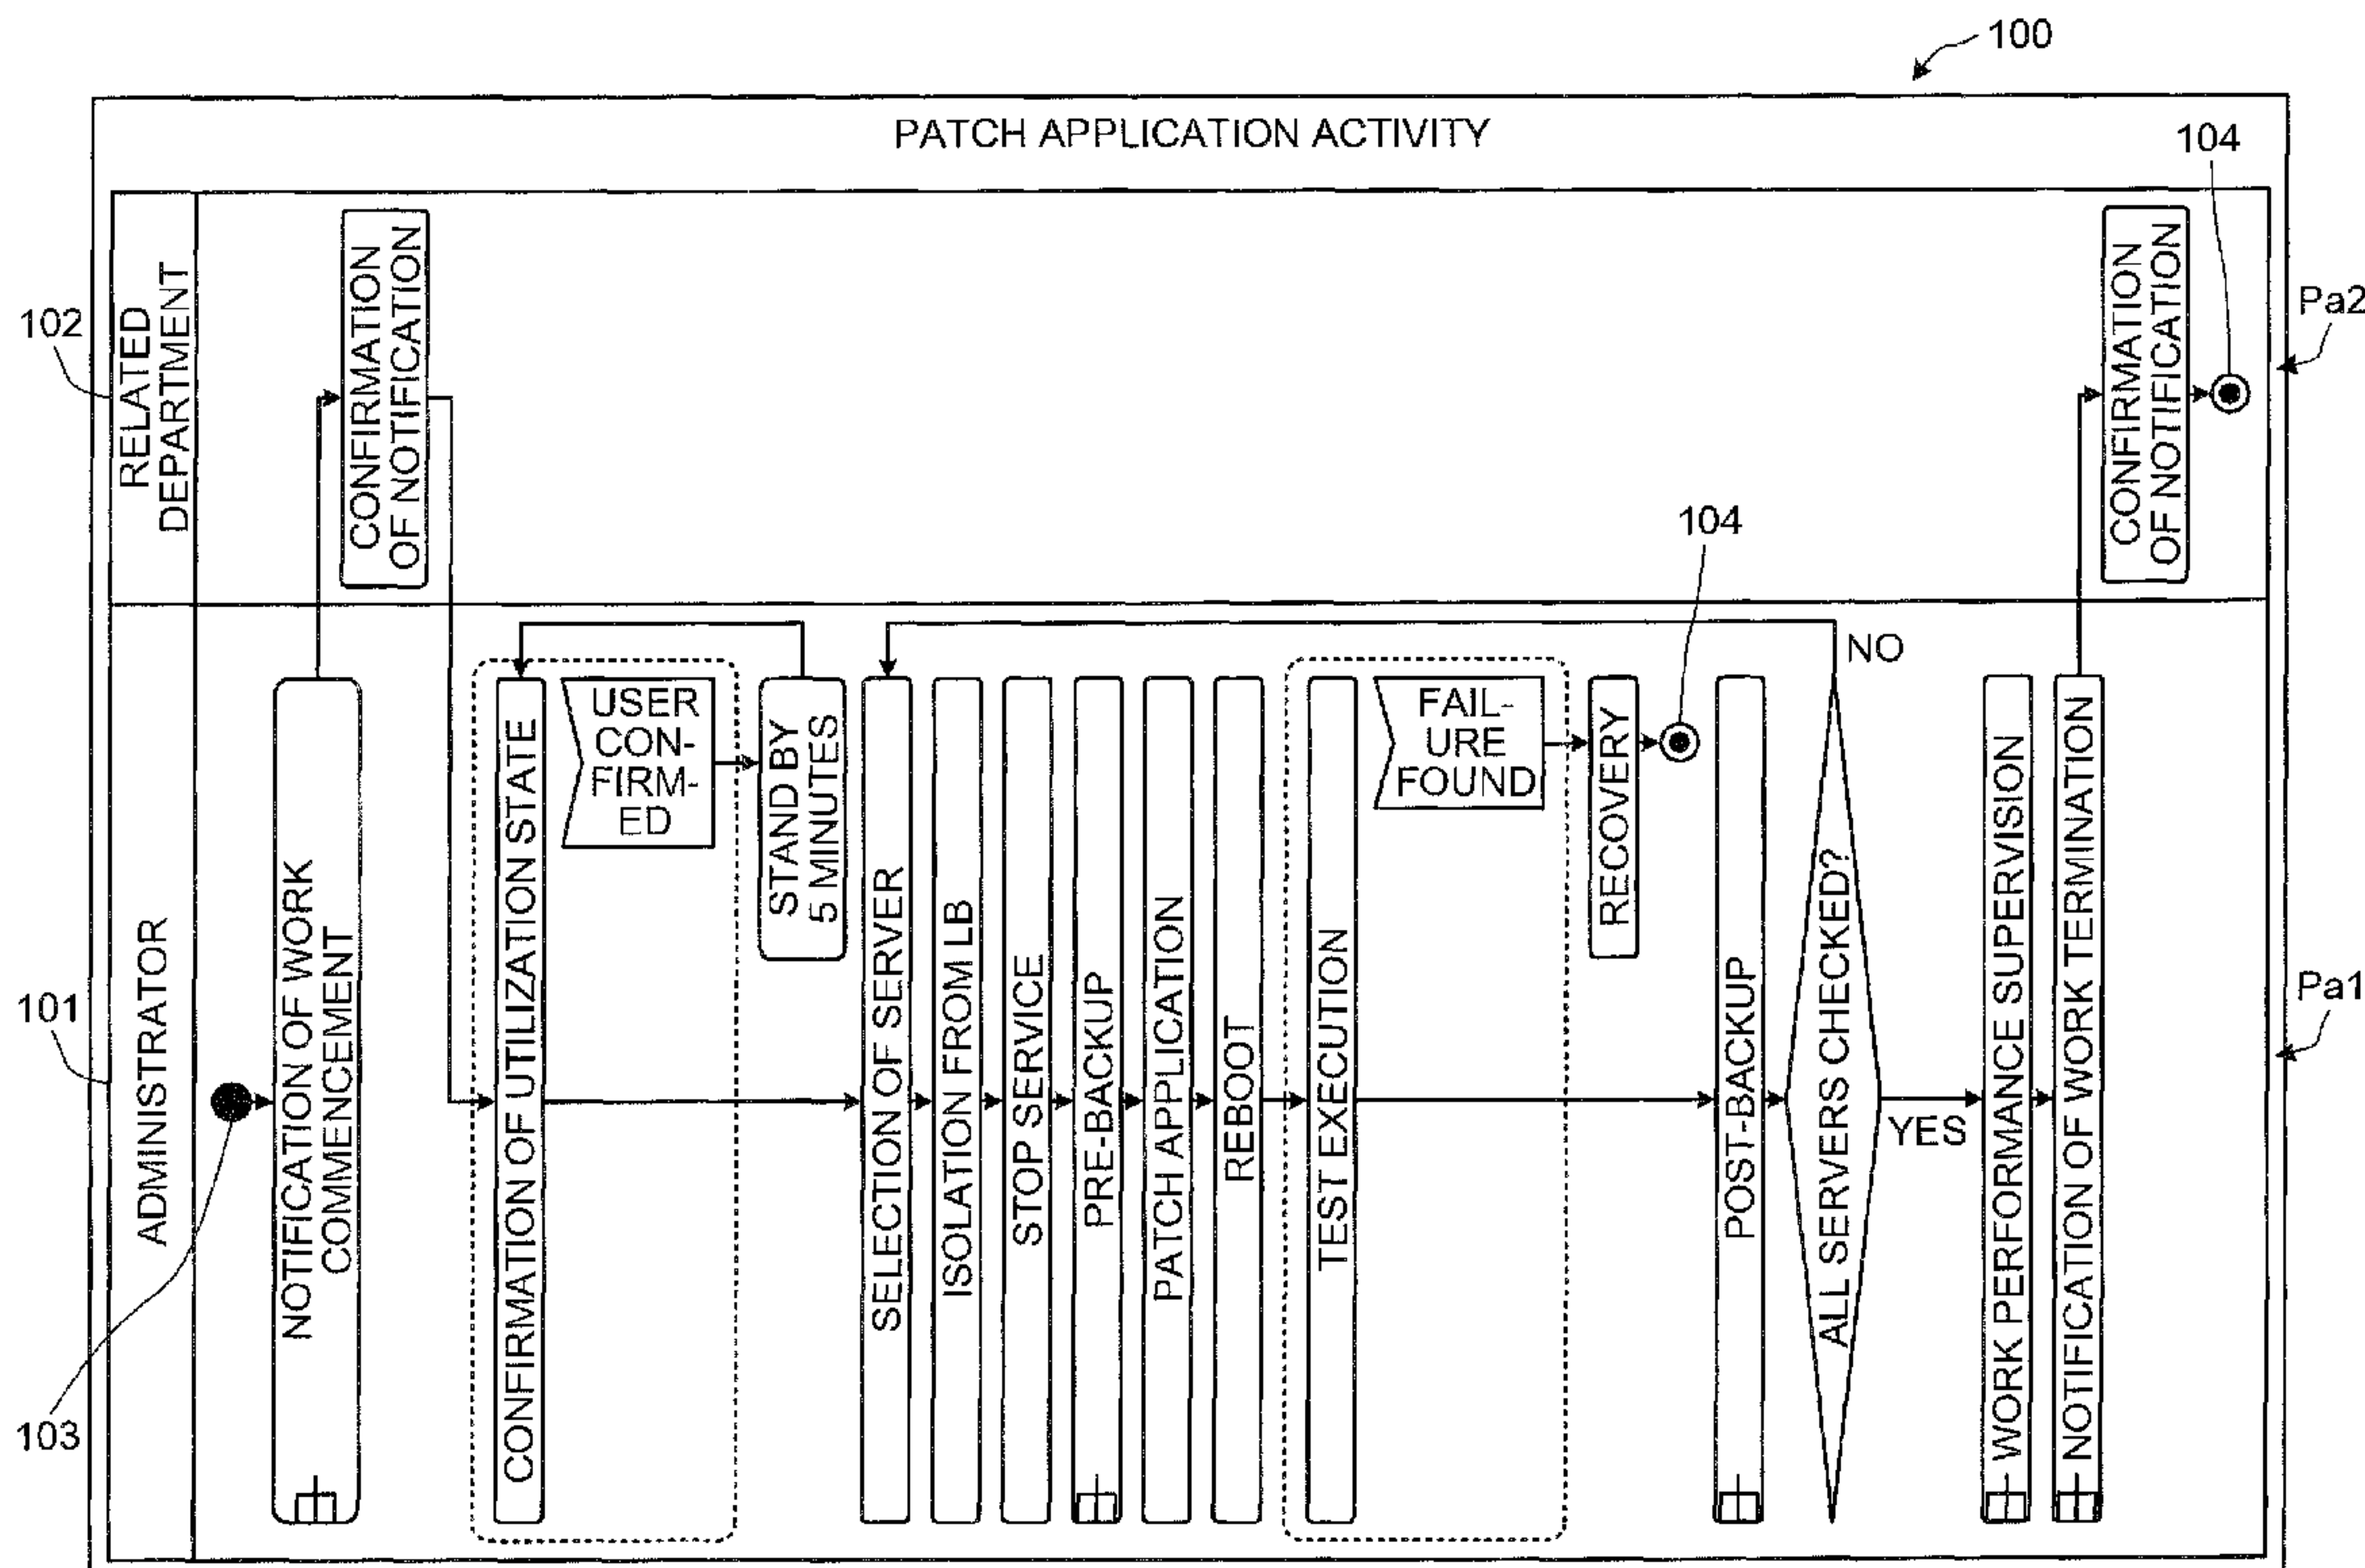 100
PATCH APPLICATION ACTIVITY
104
RELATED
DEPARTMENT
102
CONFIRMATION
OF NOTIFICATION
CONFIRMATION
OF NOTIFICATION
Pa2
104
ADMINISTRATOR
101
103
NOTIFICATION OF WORK
COMMENCEMENT
CONFIRMATION OF UTILIZATION STATE
USER
CON-
FIRM-
ED
STAND BY
5 MINUTES
SELECTION OF SERVER
ISOLATION FROM LB
STOP SERVICE
PRE-BACKUP
PATCH APPLICATION
REBOOT
TEST EXECUTION
FAIL-
URE
FOUND
RECOVERY
POST-BACKUP
ALL SERVERS CHECKED?
NO
YES
WORK PERFORMANCE SUPERVISION
NOTIFICATION OF WORK TERMINATION
Pa1